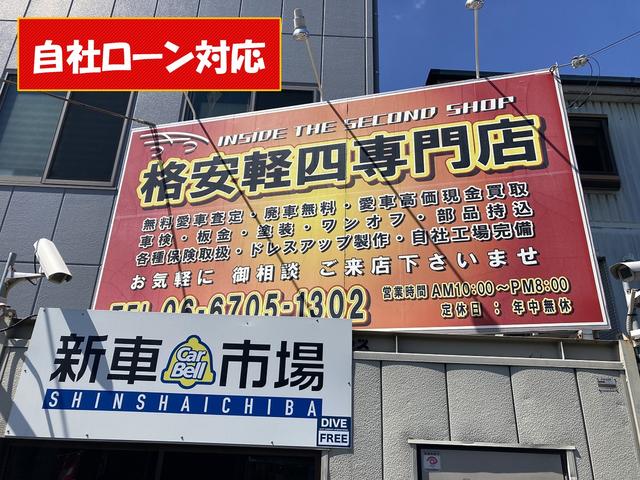 自社ローン対応
INSIDE THE SECOND SHOP
格安軽四専門店
無料愛車査定・廃車無料・愛車高価現金買取
車検・板金・塗装・ワンオフ・部品持込
各種保険取扱・ドレスアップ製作・自社工場完備
お気軽に 御相談 ご来店下さいませ
TEL 06-6705-1302
営業時間 AM10:00～PM8:00
定休日 : 年中無休
新車 Car Bell 市場
SHINSHAICHIBA
DIVE
FREE